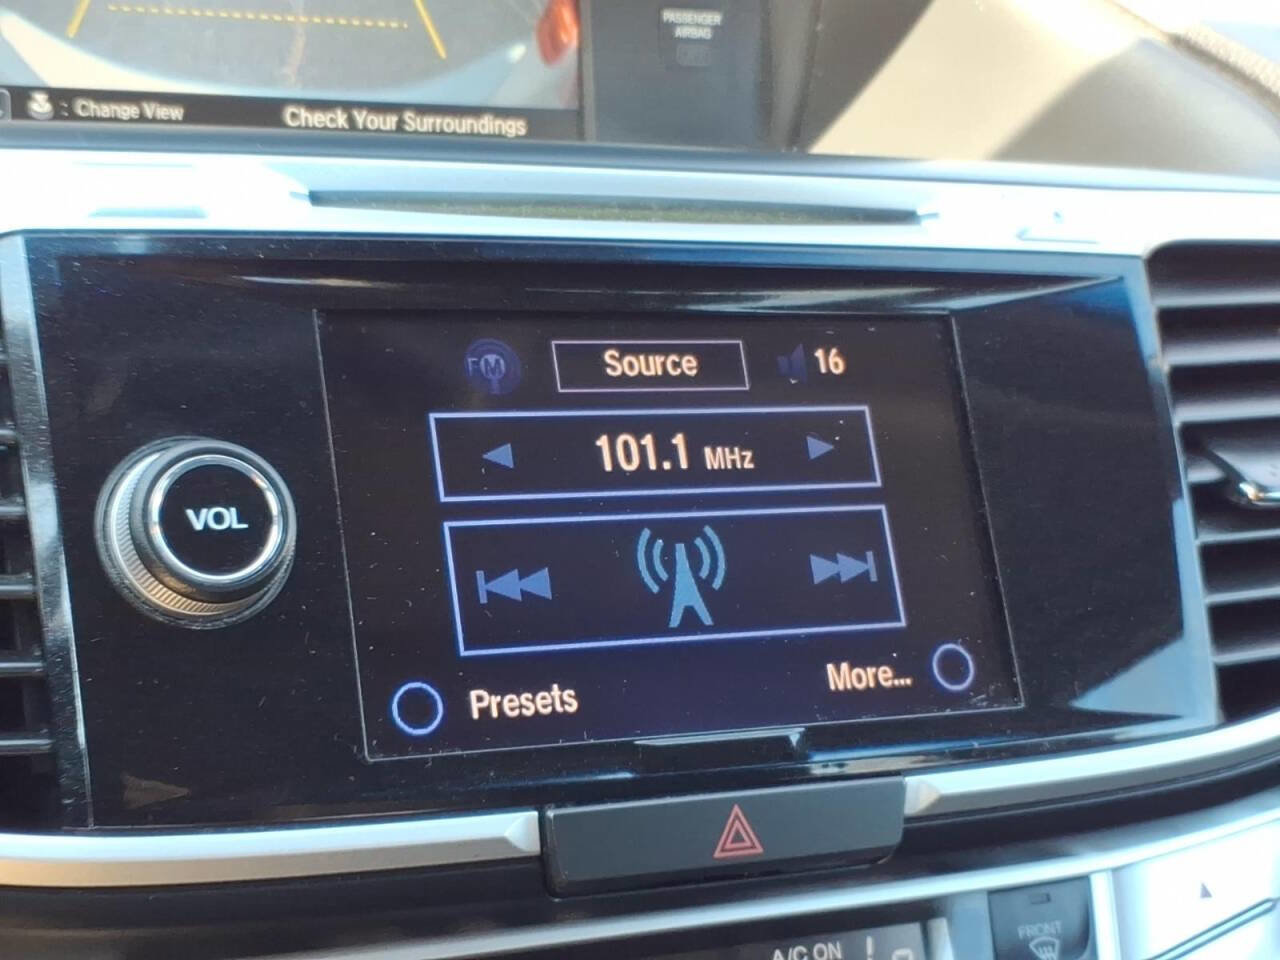 PASSENGER
AIRBAG
: Change View
Check Your Surroundings
FM
Source
16
101.1 MHz
VOL
Presets
More...
A/C ON
FRONT